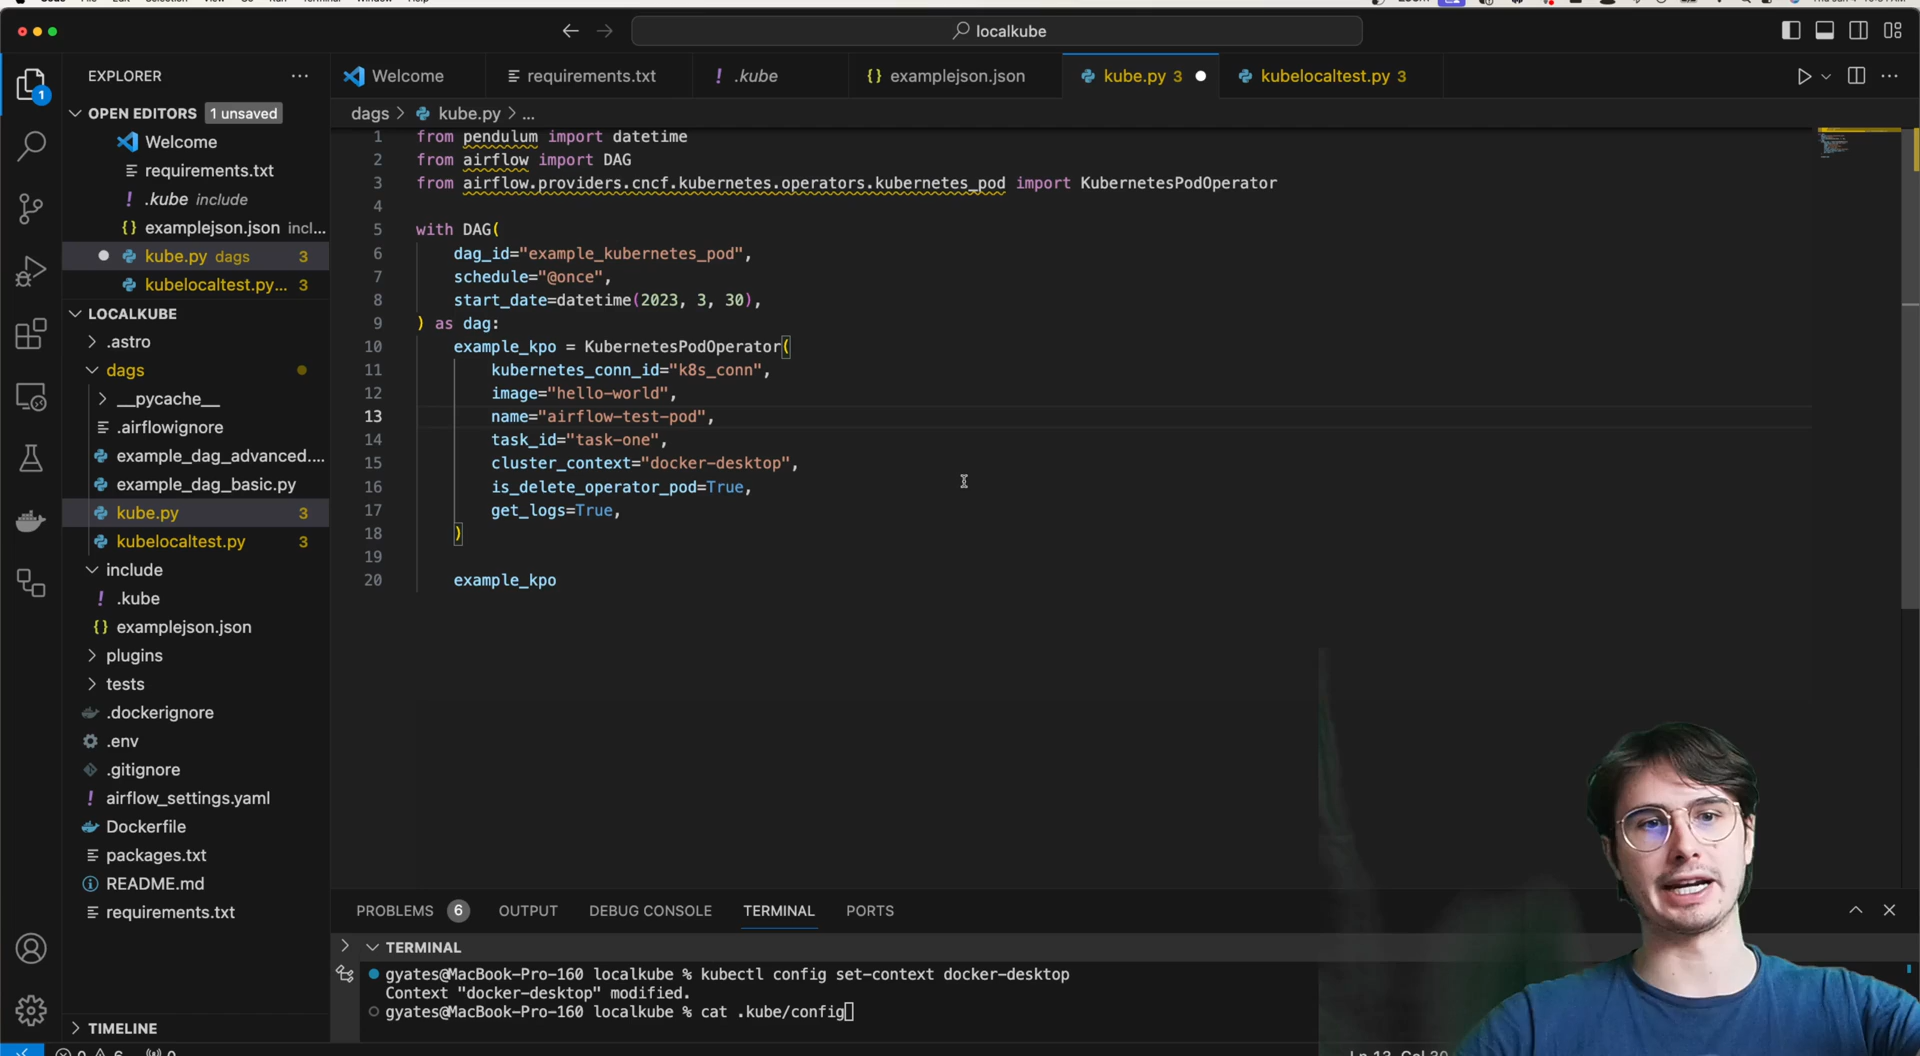 localkube
EXPLORER
Welcome
requirements.txt
.kube
examplejson.json
kube.py 3
kubelocaltest.py 3
OPEN EDITORS 1 unsaved
dags > kube.py > ...
Welcome
requirements.txt
.kube include
examplejson.json incl...
kube.py dags 3
kubelocaltest.py... 3
LOCALKUBE
.astro
dags
__pycache__
.airflowignore
example_dag_advanced....
example_dag_basic.py
kube.py 3
kubelocaltest.py 3
include
.kube
examplejson.json
plugins
tests
.dockerignore
.env
.gitignore
airflow_settings.yaml
Dockerfile
packages.txt
README.md
requirements.txt
TIMELINE
1
1 from pendulum import datetime
2 from airflow import DAG
3 from airflow.providers.cncf.kubernetes.operators.kubernetes_pod import KubernetesPodOperator
4
5 with DAG(
6 dag_id="example_kubernetes_pod",
7 schedule="@once",
8 start_date=datetime(2023, 3, 30),
9 ) as dag:
10 example_kpo = KubernetesPodOperator(
11 kubernetes_conn_id="k8s_conn",
12 image="hello-world",
13 name="airflow-test-pod",
14 task_id="task-one",
15 cluster_context="docker-desktop",
16 is_delete_operator_pod=True,
17 get_logs=True,
18 )
19
20 example_kpo
PROBLEMS 6 OUTPUT DEBUG CONSOLE TERMINAL PORTS
TERMINAL
gyates@MacBook-Pro-160 localkube % kubectl config set-context docker-desktop
Context "docker-desktop" modified.
gyates@MacBook-Pro-160 localkube % cat .kube/config